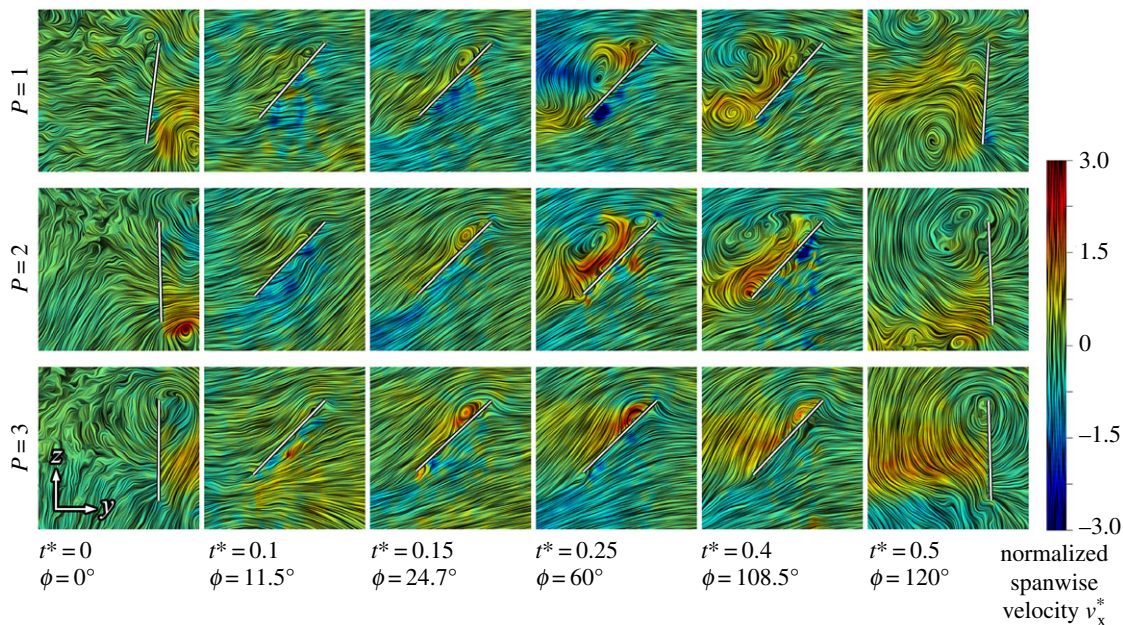 P = 1
3.0
P = 2
1.5
0
P = 3
−1.5
z
y
−3.0
t* = 0
t* = 0.1
t* = 0.15
t* = 0.25
t* = 0.4
t* = 0.5
ϕ = 0°
ϕ = 11.5°
ϕ = 24.7°
ϕ = 60°
ϕ = 108.5°
ϕ = 120°
normalized
spanwise
velocity v*x